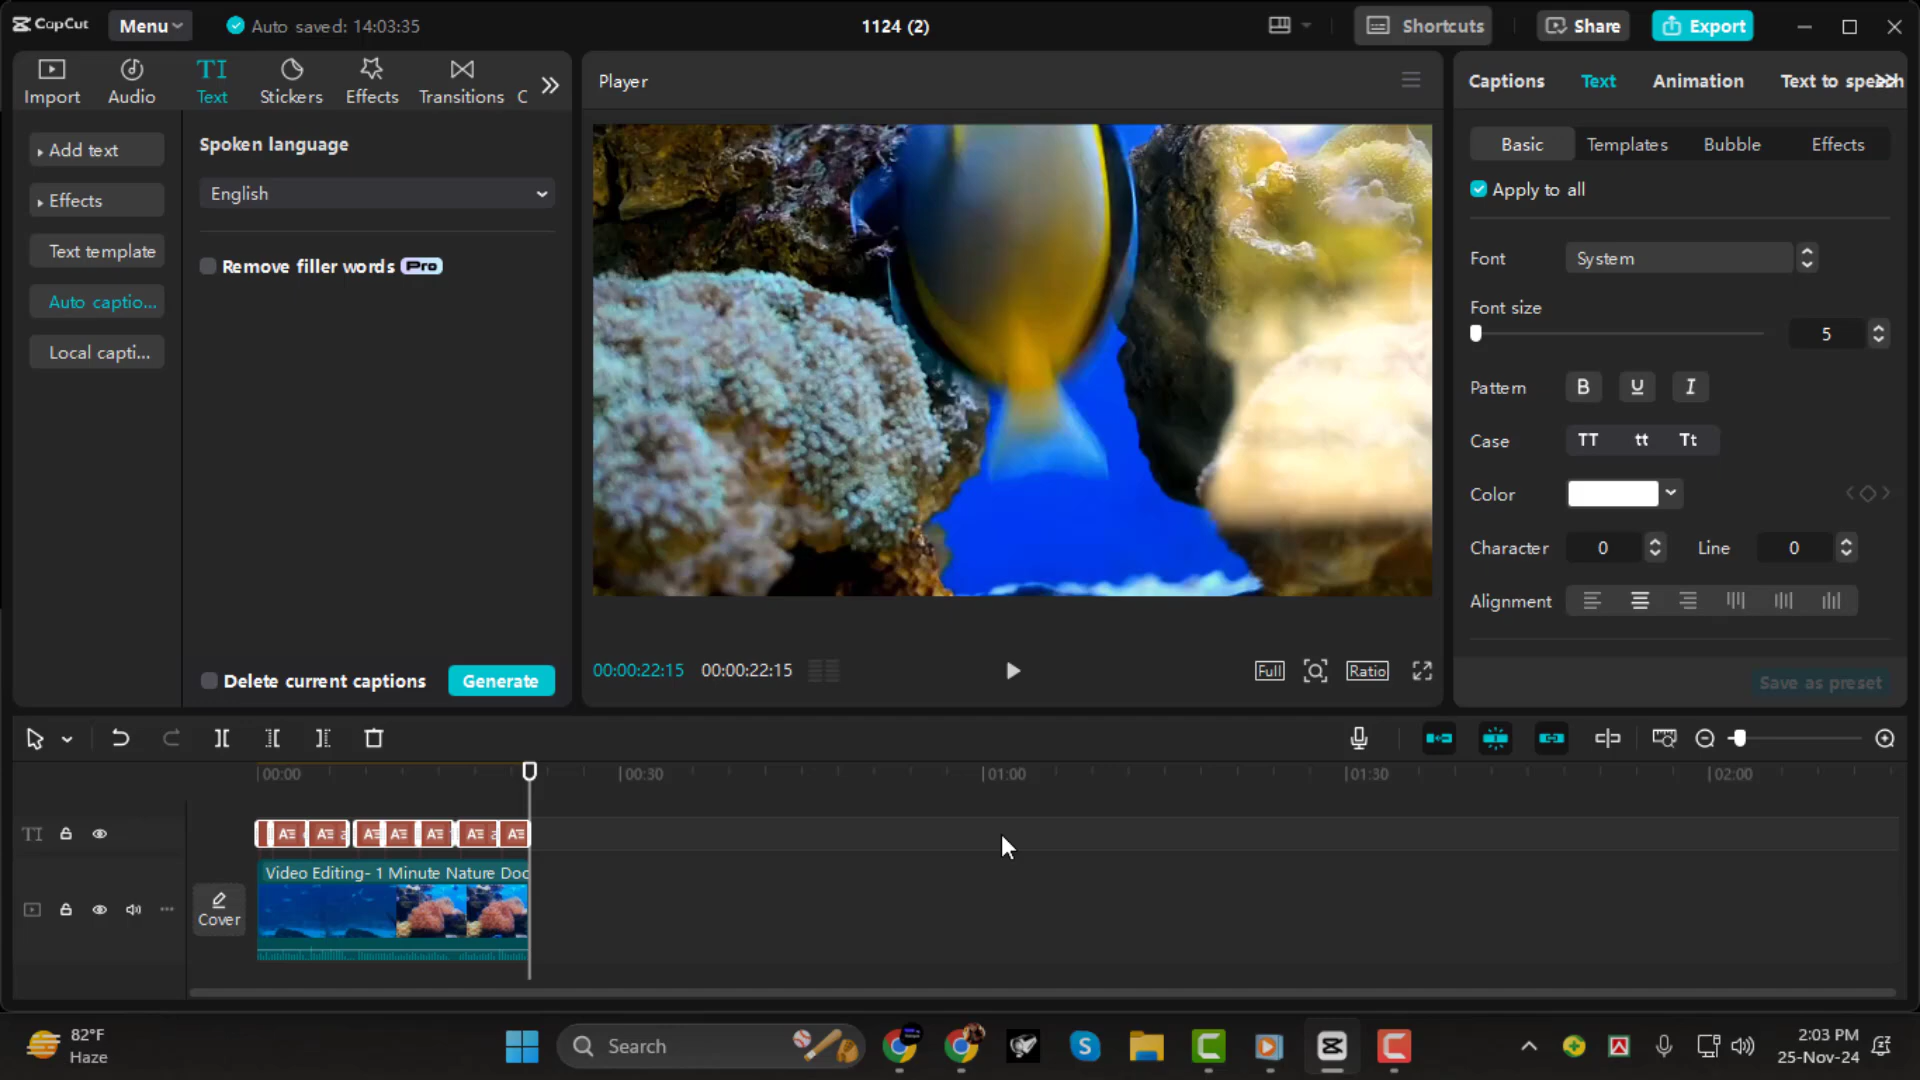 CapCut
Menu
Auto saved: 14:03:35
1124 (2)
Shortcuts
Share
Export
Import
Audio
TI
Text
Stickers
Effects
Transitions
C
Add text
Effects
Text template
Auto captio...
Local capti...
Spoken language
English
Remove filler words Pro
Delete current captions
Generate
Player
00:00:22:15 00:00:22:15
Full
Ratio
Captions
Text
Animation
Text to speech
Basic
Templates
Bubble
Effects
Apply to all
Font
System
Font size
5
Pattern
B U I
Case
TT tt Tt
Color
Character
0
Line
0
Alignment
Save as preset
00:00
00:30
01:00
01:30
02:00
TI
Cover
Video Editing- 1 Minute Nature Doc
82°F
Haze
Search
2:03 PM
25-Nov-24